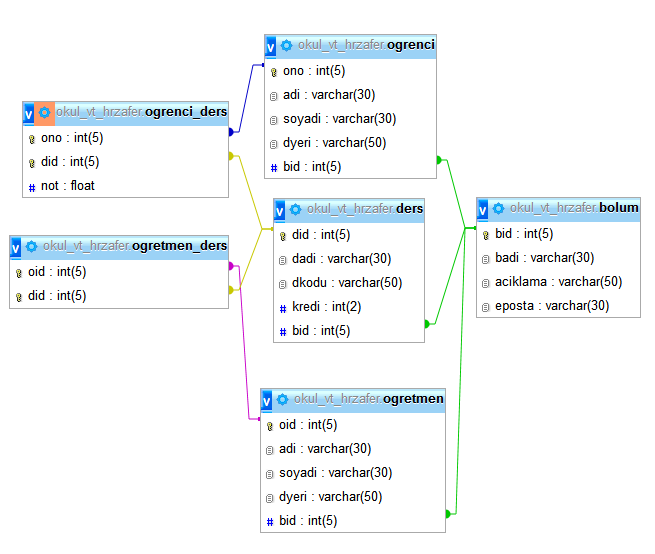 okul_vt_hrzafer.ogrenci
ono : int(5)
adi : varchar(30)
soyadi : varchar(30)
dyeri : varchar(50)
bid : int(5)
okul_vt_hrzafer.ogrenci_ders
ono : int(5)
did : int(5)
not : float
okul_vt_hrzafer.ders
did : int(5)
dadi : varchar(30)
dkodu : varchar(50)
kredi : int(2)
bid : int(5)
okul_vt_hrzafer.bolum
bid : int(5)
badi : varchar(30)
aciklama : varchar(50)
eposta : varchar(30)
okul_vt_hrzafer.ogretmen_ders
oid : int(5)
did : int(5)
okul_vt_hrzafer.ogretmen
oid : int(5)
adi : varchar(30)
soyadi : varchar(30)
dyeri : varchar(50)
bid : int(5)